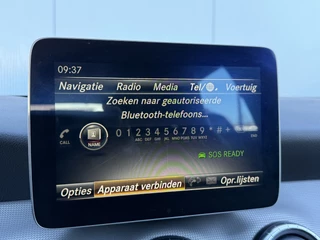 09:37
Navigatie Radio Media Tel/ Voertuig
Zoeken naar geautoriseerde
Bluetooth-telefoons...
CALL NAME 0 1 2 3 4 5 6 7 8 9 * # +
SOS READY
Opties Apparaat verbinden Opr.lijsten